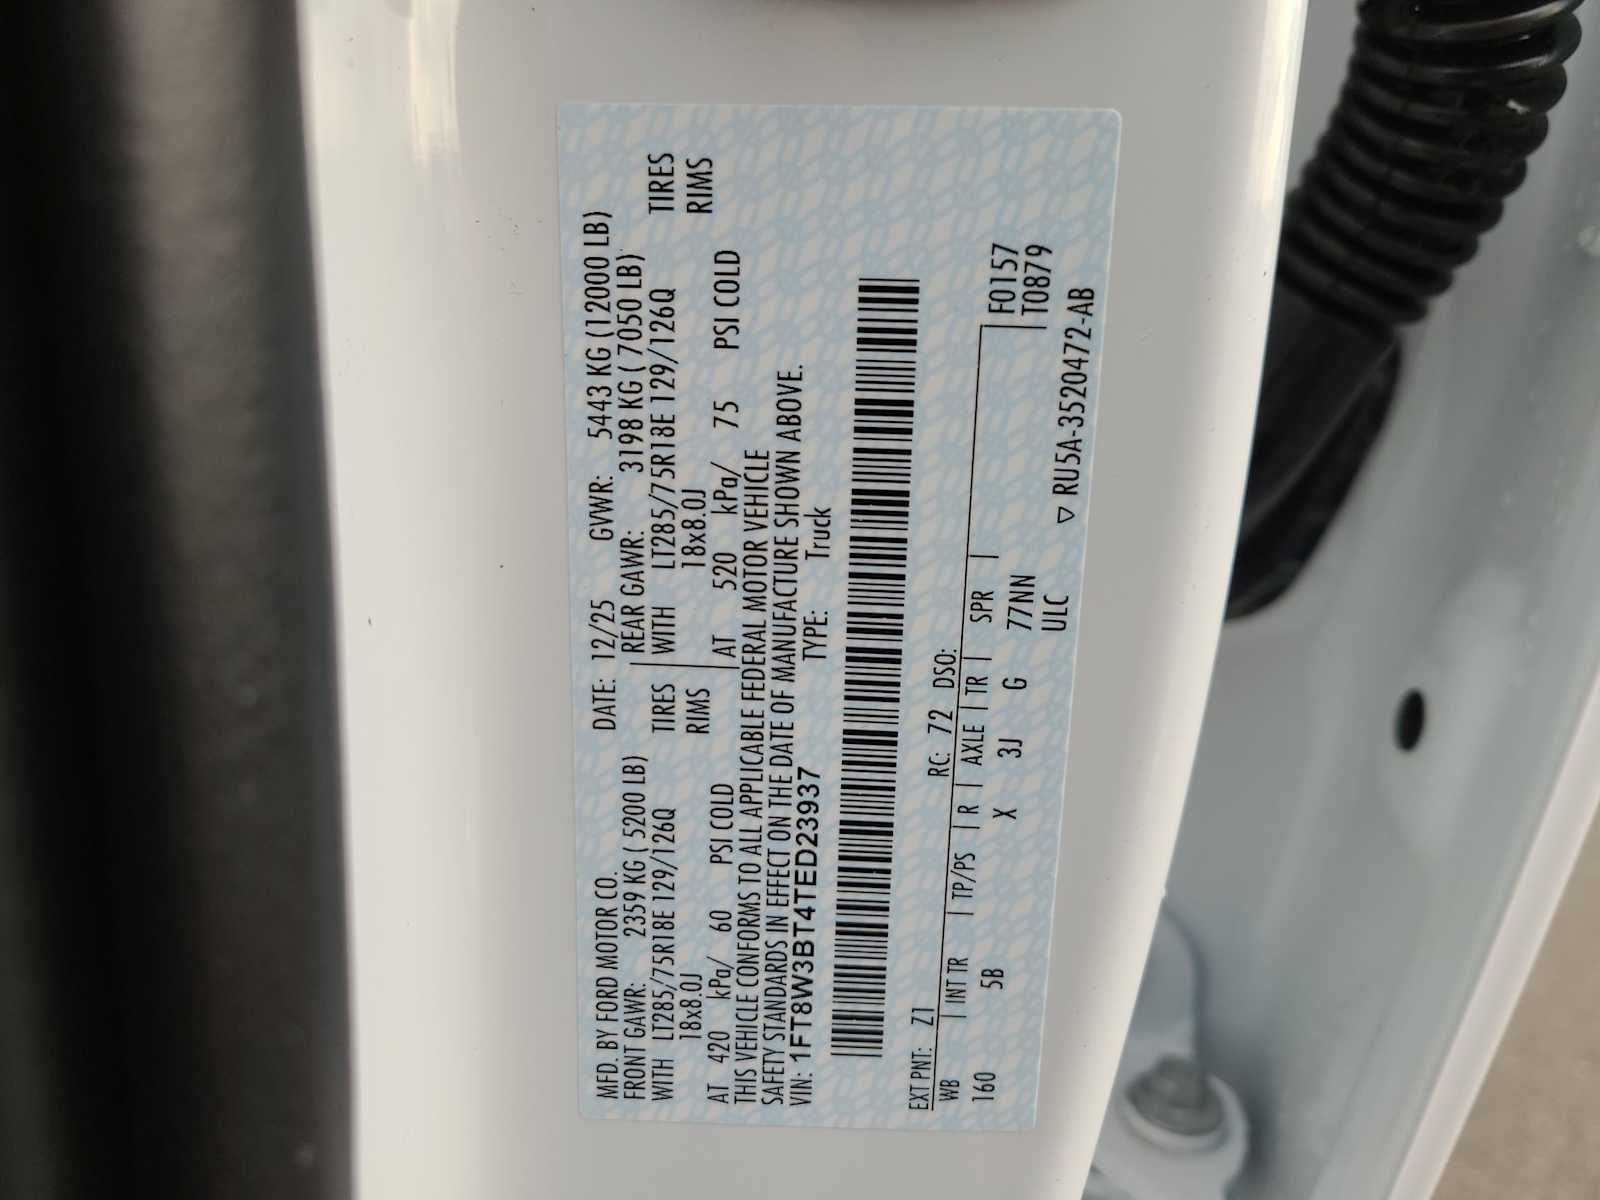 MFD. BY FORD MOTOR CO. DATE: 12/25 GVWR: 5443 KG (12000 LB)
FRONT GAWR: 2359 KG ( 5200 LB) REAR GAWR: 3198 KG ( 7050 LB)
WITH LT285/75R18E 129/126Q TIRES WITH LT285/75R18E 129/126Q TIRES
18x8.0J RIMS 18x8.0J RIMS
AT 420 kPa/ 60 PSI COLD AT 520 kPa/ 75 PSI COLD
THIS VEHICLE CONFORMS TO ALL APPLICABLE FEDERAL MOTOR VEHICLE
SAFETY STANDARDS IN EFFECT ON THE DATE OF MANUFACTURE SHOWN ABOVE.
VIN: 1FT8W3BT4TED23937 TYPE: Truck
EXT PNT: Z1 RC: 72 DSO:
WB INT TR TP/PS R AXLE TR SPR F0157
160 5B X 3J G 77NN T0879
ULC ▽ RU5A-3520472-AB